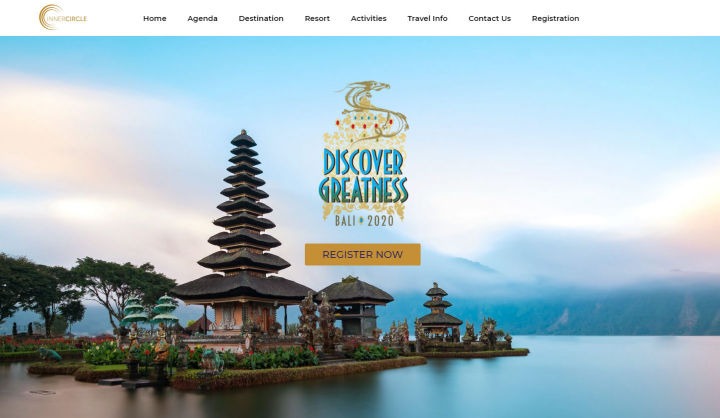 INNERCIRCLE
Home Agenda Destination Resort Activities Travel Info Contact Us Registration
DISCOVER
GREATNESS
BALI 2020
REGISTER NOW